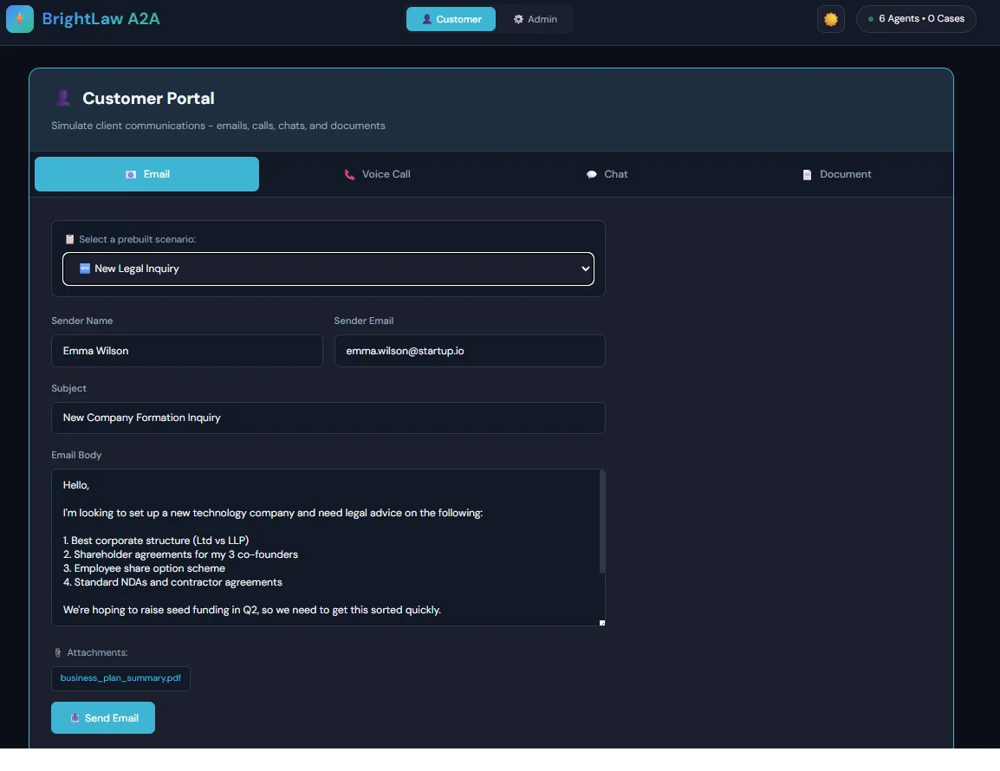 BrightLaw A2A
Customer
Admin
6 Agents • 0 Cases
Customer Portal
Simulate client communications - emails, calls, chats, and documents
Email
Voice Call
Chat
Document
Select a prebuilt scenario:
New Legal Inquiry
Sender Name
Sender Email
Emma Wilson
emma.wilson@startup.io
Subject
New Company Formation Inquiry
Email Body
Hello,
I'm looking to set up a new technology company and need legal advice on the following:
1. Best corporate structure (Ltd vs LLP)
2. Shareholder agreements for my 3 co-founders
3. Employee share option scheme
4. Standard NDAs and contractor agreements
We're hoping to raise seed funding in Q2, so we need to get this sorted quickly.
Attachments:
business_plan_summary.pdf
Send Email